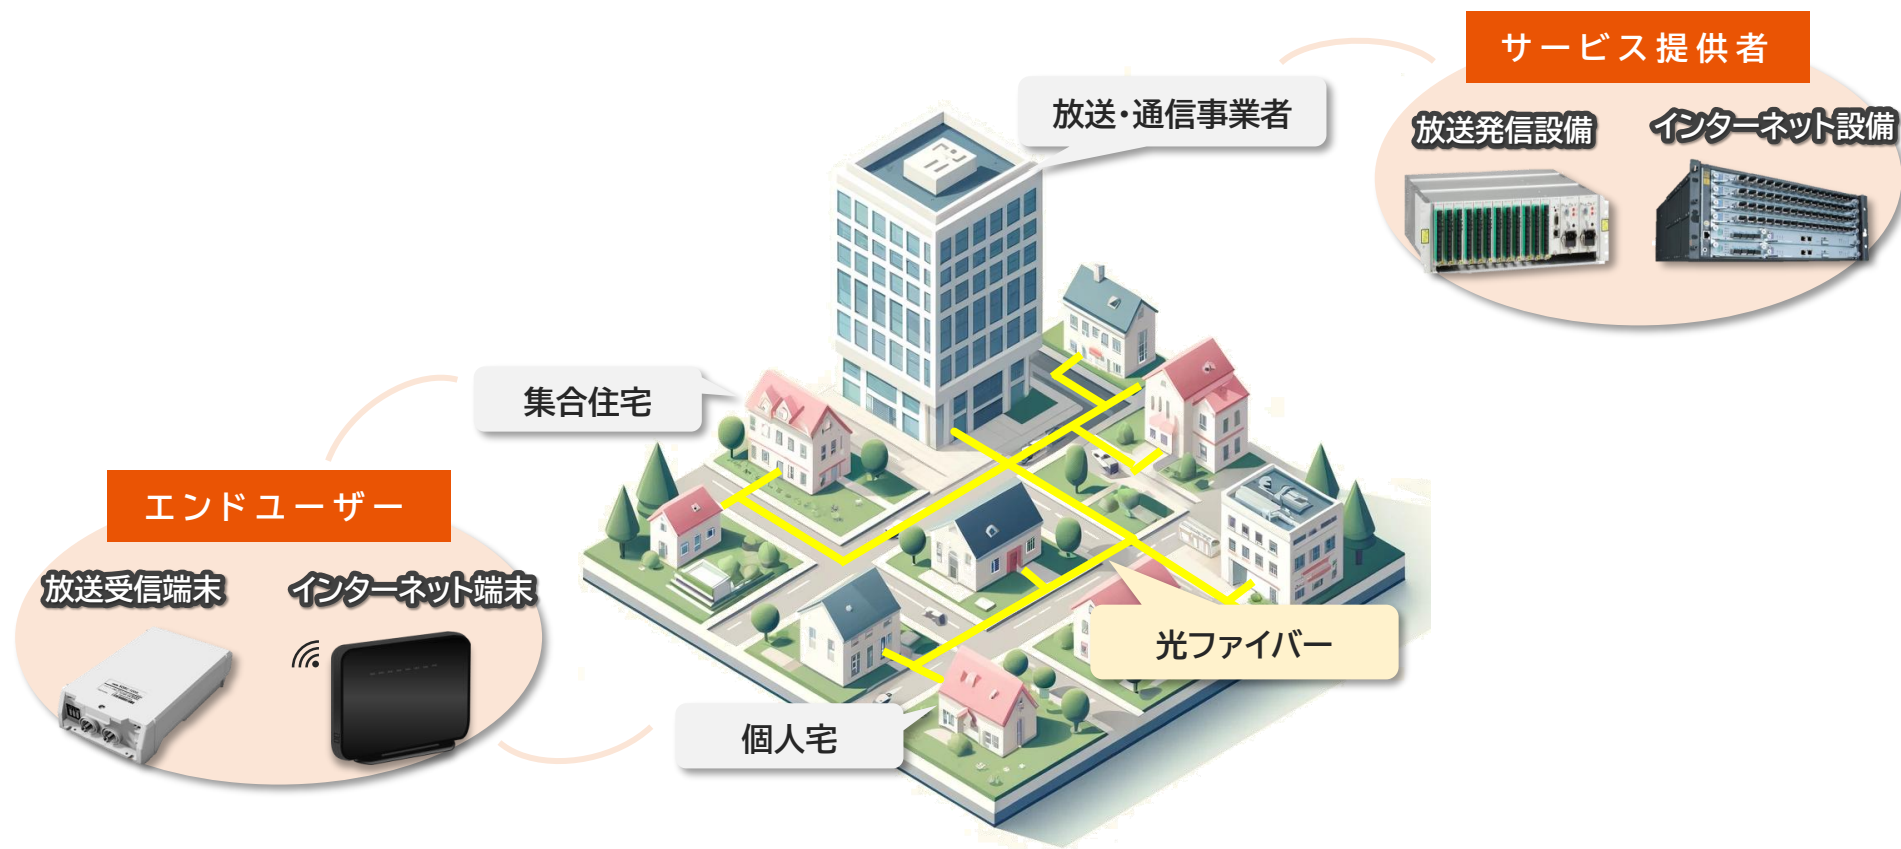 サービス提供者
放送・通信事業者
放送発信設備
インターネット設備
集合住宅
エンドユーザー
放送受信端末
インターネット端末
光ファイバー
個人宅